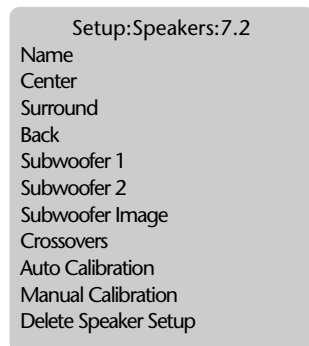 Setup:Speakers:7.2
Name
Center
Surround
Back
Subwoofer 1
Subwoofer 2
Subwoofer Image
Crossovers
Auto Calibration
Manual Calibration
Delete Speaker Setup